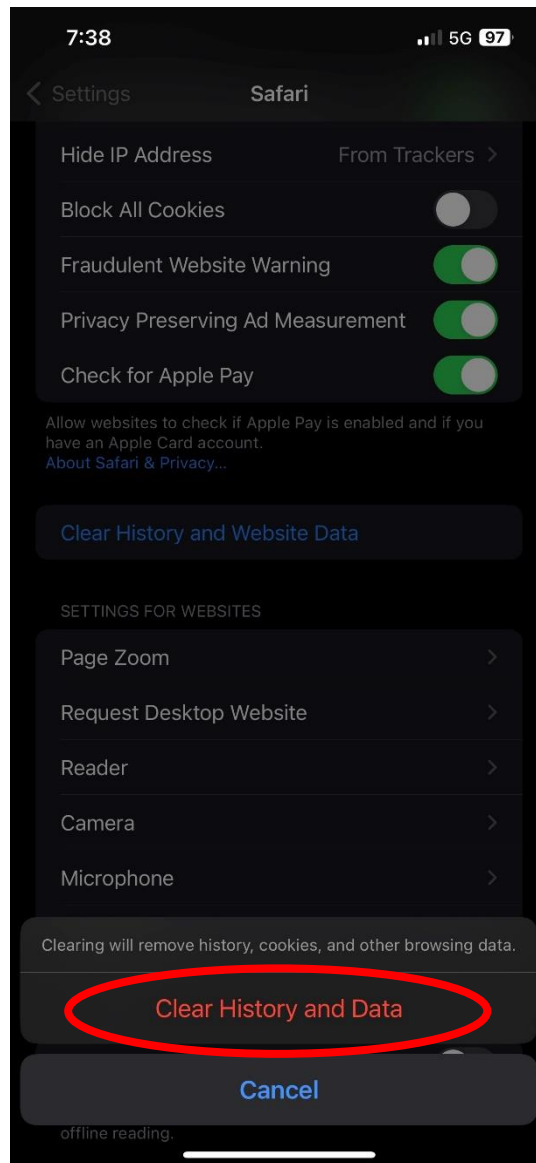 7:38 5G 97
Settings Safari
Hide IP Address From Trackers
Block All Cookies
Fraudulent Website Warning
Privacy Preserving Ad Measurement
Check for Apple Pay
Allow websites to check if Apple Pay is enabled and if you
have an Apple Card account.
About Safari & Privacy...
Clear History and Website Data
SETTINGS FOR WEBSITES
Page Zoom
Request Desktop Website
Reader
Camera
Microphone
Clearing will remove history, cookies, and other browsing data.
Clear History and Data
Cancel
offline reading.